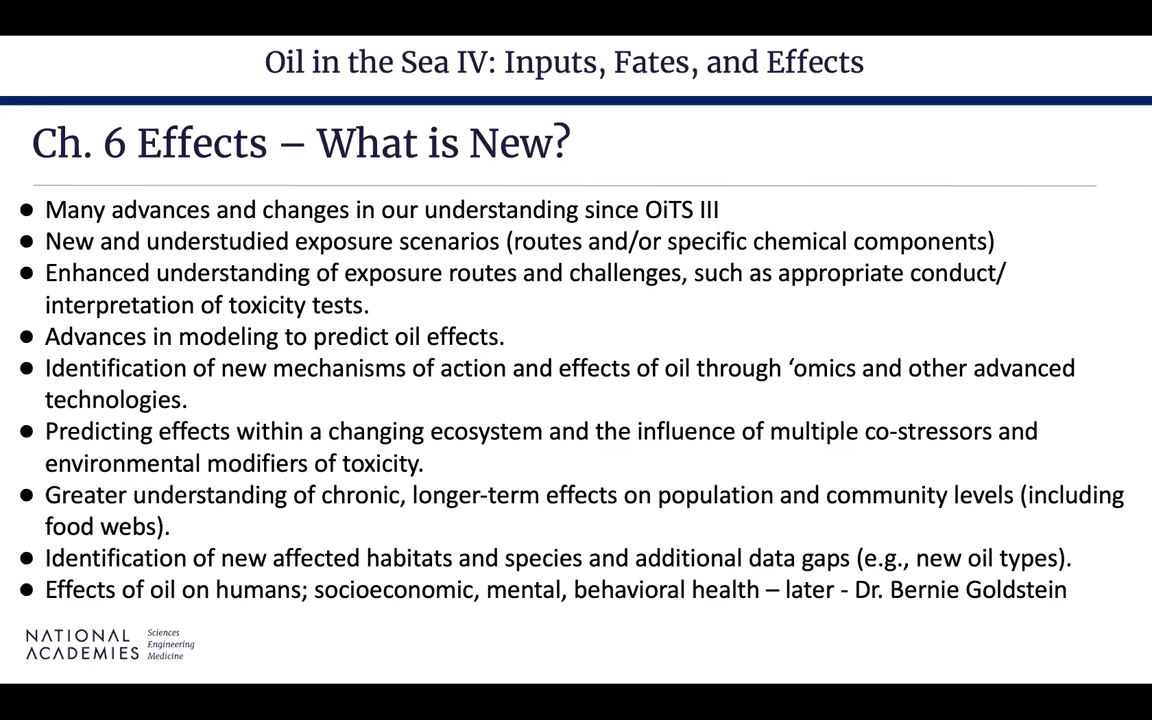 Oil in the Sea IV: Inputs, Fates, and Effects
Ch. 6 Effects – What is New?
● Many advances and changes in our understanding since OiTS III
● New and understudied exposure scenarios (routes and/or specific chemical components)
● Enhanced understanding of exposure routes and challenges, such as appropriate conduct/
interpretation of toxicity tests.
● Advances in modeling to predict oil effects.
● Identification of new mechanisms of action and effects of oil through ‘omics and other advanced
technologies.
● Predicting effects within a changing ecosystem and the influence of multiple co-stressors and
environmental modifiers of toxicity.
● Greater understanding of chronic, longer-term effects on population and community levels (including
food webs).
● Identification of new affected habitats and species and additional data gaps (e.g., new oil types).
● Effects of oil on humans; socioeconomic, mental, behavioral health – later - Dr. Bernie Goldstein
NATIONAL ACADEMIES
Sciences
Engineering
Medicine